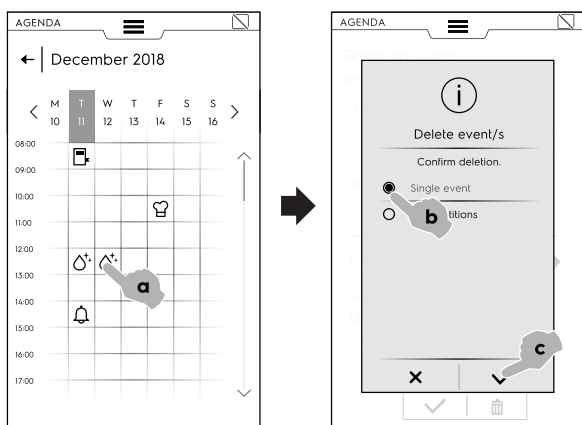 AGENDA
December 2018
M T W T F S S
10 11 12 13 14 15 16
08:00
09:00
10:00
11:00
12:00
13:00
14:00
15:00
16:00
17:00
a
AGENDA
Delete event/s
Confirm deletion.
Single event
b
c